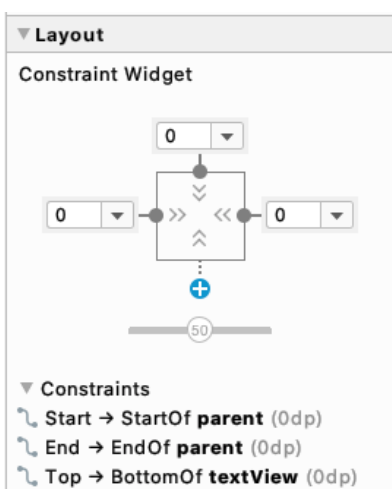 Layout
Constraint Widget
0
0
0
50
Constraints
Start → StartOf parent (0dp)
End → EndOf parent (0dp)
Top → BottomOf textView (0dp)